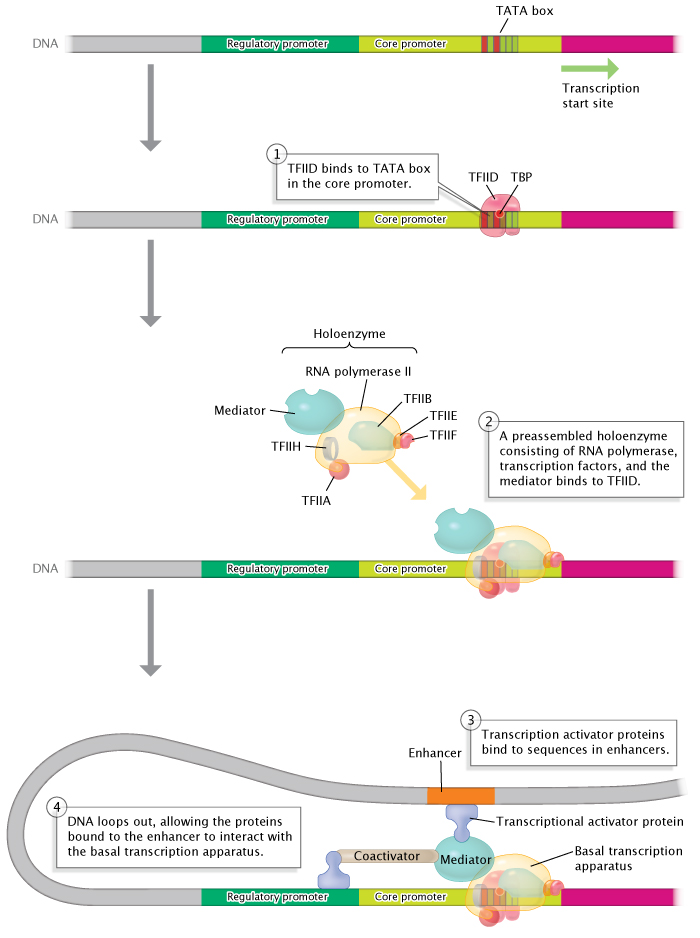 TATA box
DNA
Regulatory promoter
Core promoter
Transcription
start site
1
TFIID binds to TATA box
in the core promoter.
TFIID
TBP
DNA
Regulatory promoter
Core promoter
Holoenzyme
RNA polymerase II
Mediator
TFIIB
TFIIE
TFIIF
TFIIH
TFIIA
2
A preassembled holoenzyme
consisting of RNA polymerase,
transcription factors, and the
mediator binds to TFIID.
DNA
Regulatory promoter
Core promoter
3
Transcription activator proteins
bind to sequences in enhancers.
Enhancer
4
DNA loops out, allowing the proteins
bound to the enhancer to interact with
the basal transcription apparatus.
Transcriptional activator protein
Coactivator
Mediator
Basal transcription
apparatus
Regulatory promoter
Core promoter